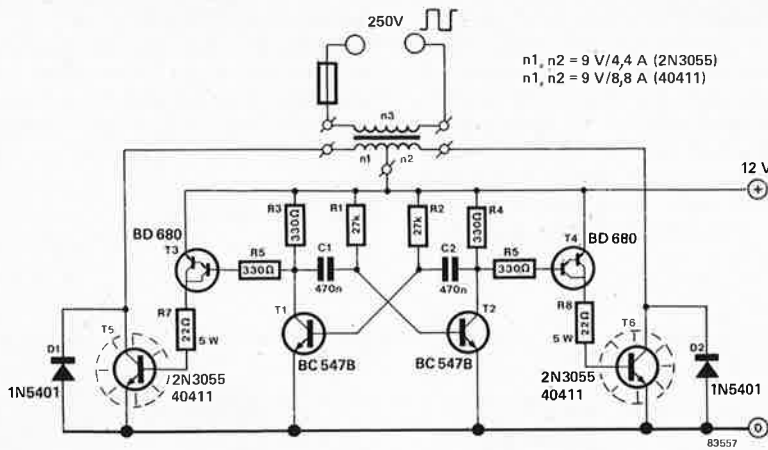 250V
n1, n2 = 9 V/4,4 A (2N3055)
n1, n2 = 9 V/8,8 A (40411)
n3
n1
n2
12 V
+
R3
330Ω
R1
27k
R2
27k
R4
330Ω
BD 680
T3
T4
BD 680
R5
330Ω
C1
470n
C2
470n
R5
330Ω
R7
22Ω
5 W
T1
BC 547B
T2
BC 547B
R8
22Ω
5 W
D1
1N5401
T5
2N3055
40411
T6
2N3055
40411
D2
1N5401
0
83557